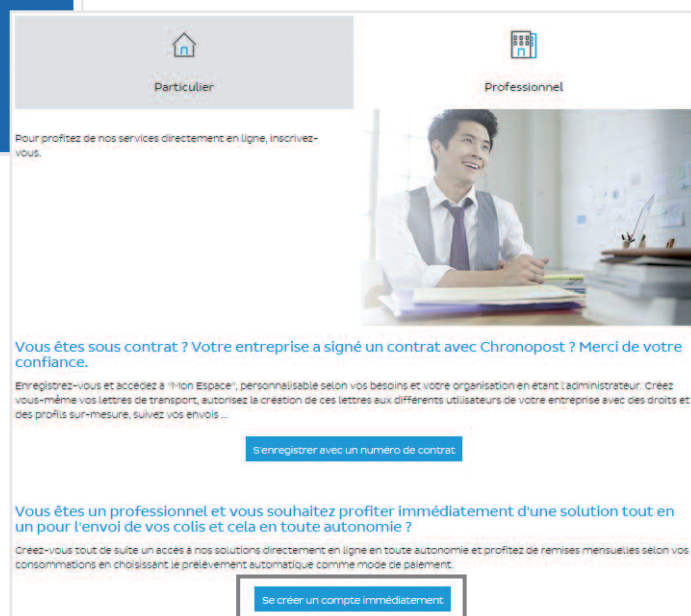 Particulier
Professionnel
Pour profitez de nos services directement en ligne, inscrivez-
vous.
Vous êtes sous contrat ? Votre entreprise a signé un contrat avec Chronopost ? Merci de votre
confiance.
Enregistrez-vous et accédez à "Mon Espace", personnalisable selon vos besoins et votre organisation en étant l'administrateur. Créez
vous-même vos lettres de transport, autorisez la création de ces lettres aux différents utilisateurs de votre entreprise avec des droits et
des profils sur-mesure, suivez vos envois ...
S'enregistrer avec un numéro de contrat
Vous êtes un professionnel et vous souhaitez profiter immédiatement d'une solution tout en
un pour l'envoi de vos colis et cela en toute autonomie ?
Créez-vous tout de suite un accès à nos solutions directement en ligne en toute autonomie et profitez de remises mensuelles selon vos
consommations en choisissant le prélèvement automatique comme mode de paiement.
Se créer un compte immédiatement